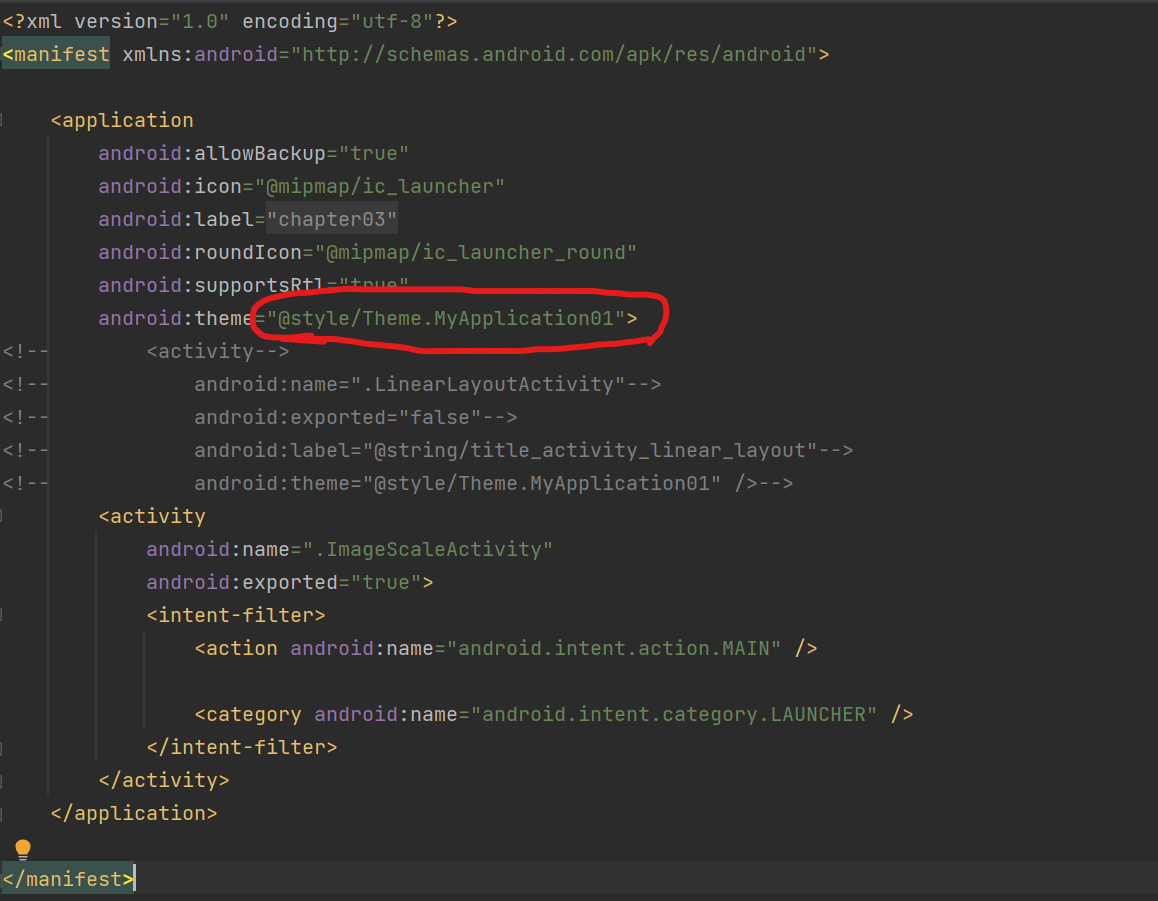 <?xml version="1.0" encoding="utf-8"?>
<manifest xmlns:android="http://schemas.android.com/apk/res/android">
<application
android:allowBackup="true"
android:icon="@mipmap/ic_launcher"
android:label="chapter03"
android:roundIcon="@mipmap/ic_launcher_round"
android:supportsRtl="true"
android:theme="@style/Theme.MyApplication01">
<!-- <activity-->
<!-- android:name=".LinearLayoutActivity"-->
<!-- android:exported="false"-->
<!-- android:label="@string/title_activity_linear_layout"-->
<!-- android:theme="@style/Theme.MyApplication01" />-->
<activity
android:name=".ImageScaleActivity"
android:exported="true">
<intent-filter>
<action android:name="android.intent.action.MAIN" />
<category android:name="android.intent.category.LAUNCHER" />
</intent-filter>
</activity>
</application>
</manifest>